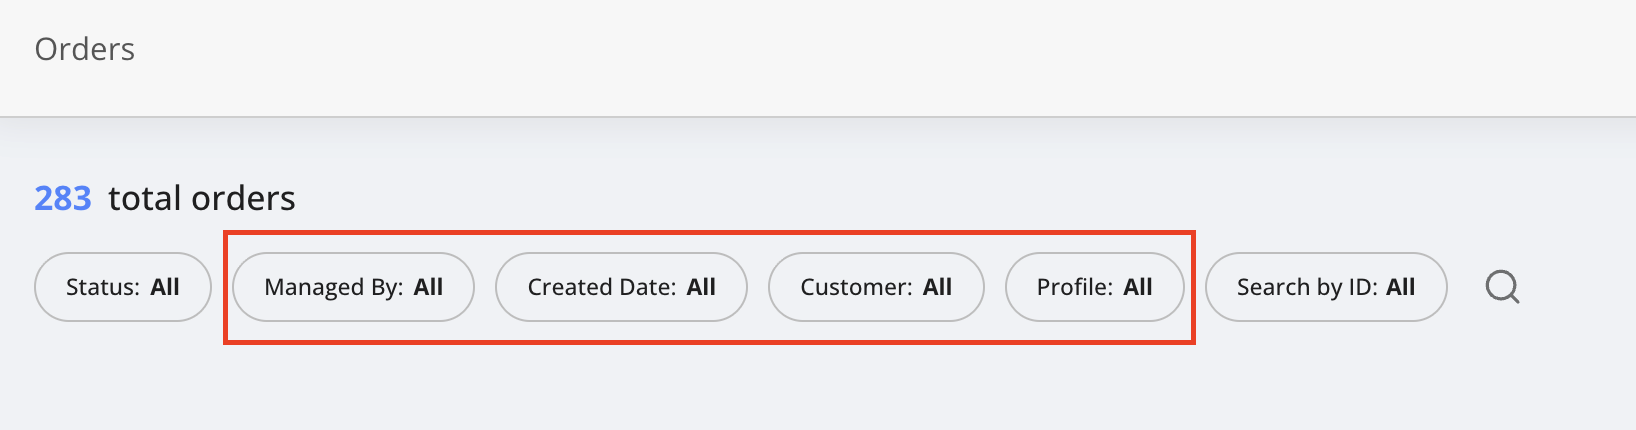 Orders
283 total orders
Status: All Managed By: All Created Date: All Customer: All Profile: All Search by ID: All